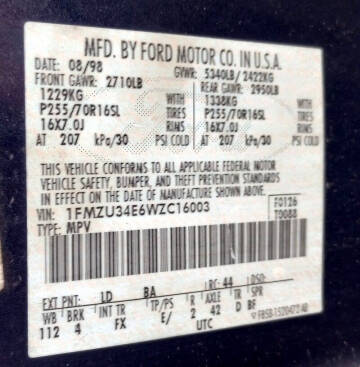 MFD. BY FORD MOTOR CO. IN U.S.A.
DATE: 08/98 GVWR: 5340LB/2422KG
FRONT GAWR: 2710LB REAR GAWR: 2950LB
1229KG WITH 1338KG WITH
P255/70R16SL TIRES P255/70R16SL TIRES
16X7.0J RIMS 16X7.0J RIMS
AT 207 kPa/30 PSI COLD AT 207 kPa/30 PSI COLD
THIS VEHICLE CONFORMS TO ALL APPLICABLE FEDERAL MOTOR
VEHICLE SAFETY, BUMPER, AND THEFT PREVENTION STANDARDS
IN EFFECT ON THE DATE OF MANUFACTURE SHOWN ABOVE.
VIN: 1FMZU34E6WZC16003 F0126
TYPE: MPV T0088
EXT PNT: LD BA RC: 44 DSO:
WB BRK INT TR TP/PS R AXLE TR SPR
112 4 FX E/ 2 42 D BF
UTC